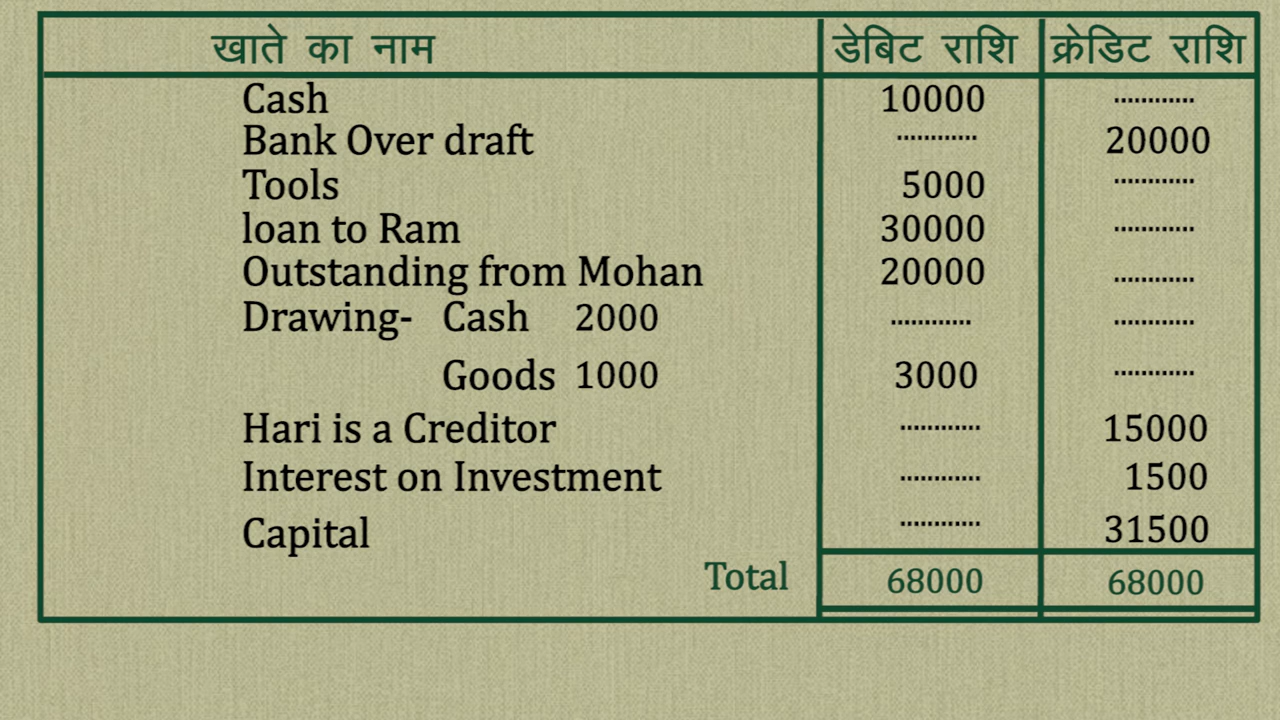 खाते का नाम डेबिट राशि क्रेडिट राशि
Cash 10000 ............
Bank Over draft ............ 20000
Tools 5000 ............
loan to Ram 30000 ............
Outstanding from Mohan 20000 ............
Drawing- Cash 2000 ............ ............
Goods 1000 3000 ............
Hari is a Creditor ............ 15000
Interest on Investment ............ 1500
Capital ............ 31500
Total 68000 68000